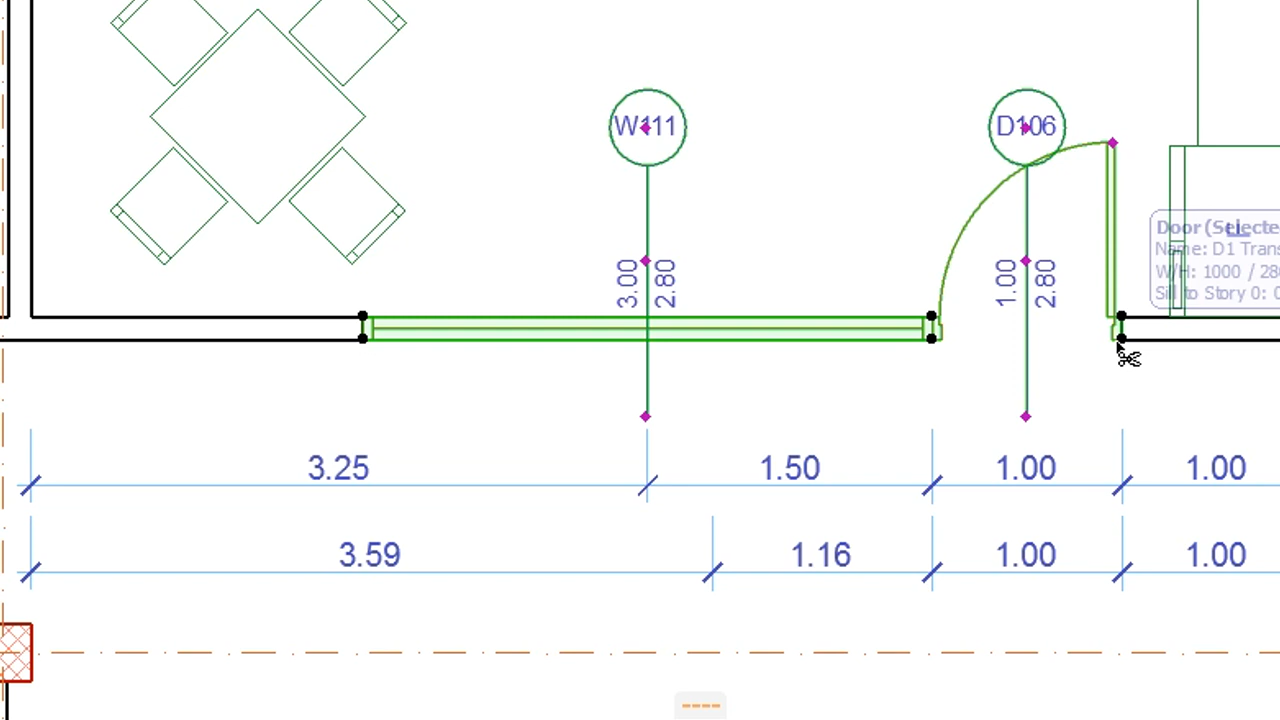 W111
D106
Door (Selecte
Name: D1 Trans
W/H: 1000 / 28
Sill to Story 0: 0
3.00
2.80
1.00
2.80
3.25
1.50
1.00
1.00
3.59
1.16
1.00
1.00